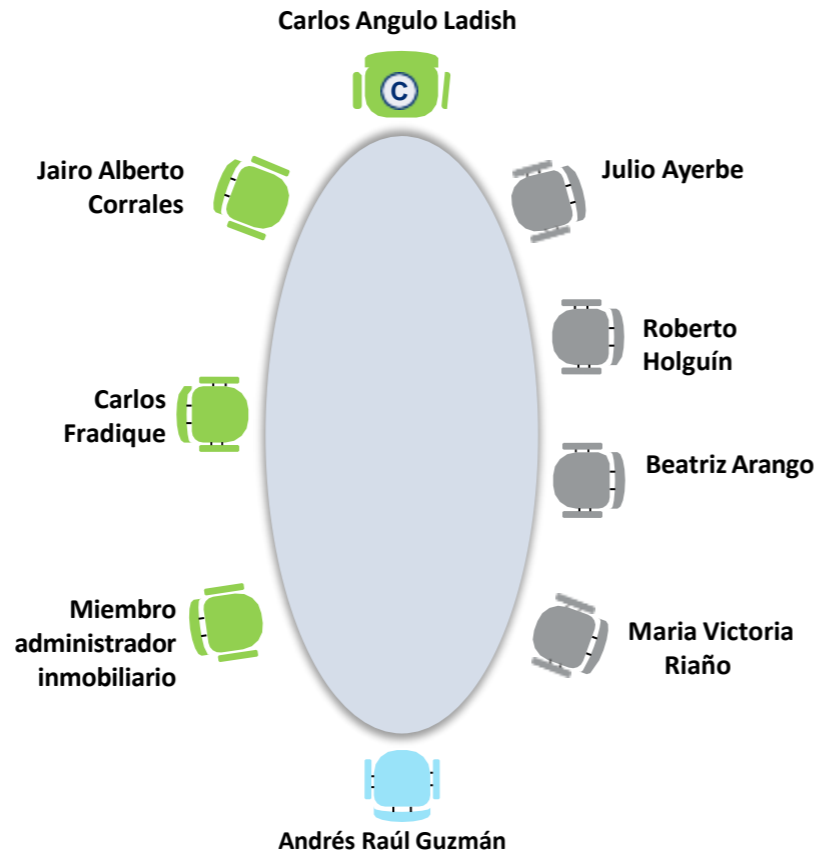 Carlos Angulo Ladish
C
Jairo Alberto
Corrales
Julio Ayerbe
Roberto
Holguín
Carlos
Fradique
Beatriz Arango
Miembro
administrador
inmobiliario
Maria Victoria
Riaño
Andrés Raúl Guzmán